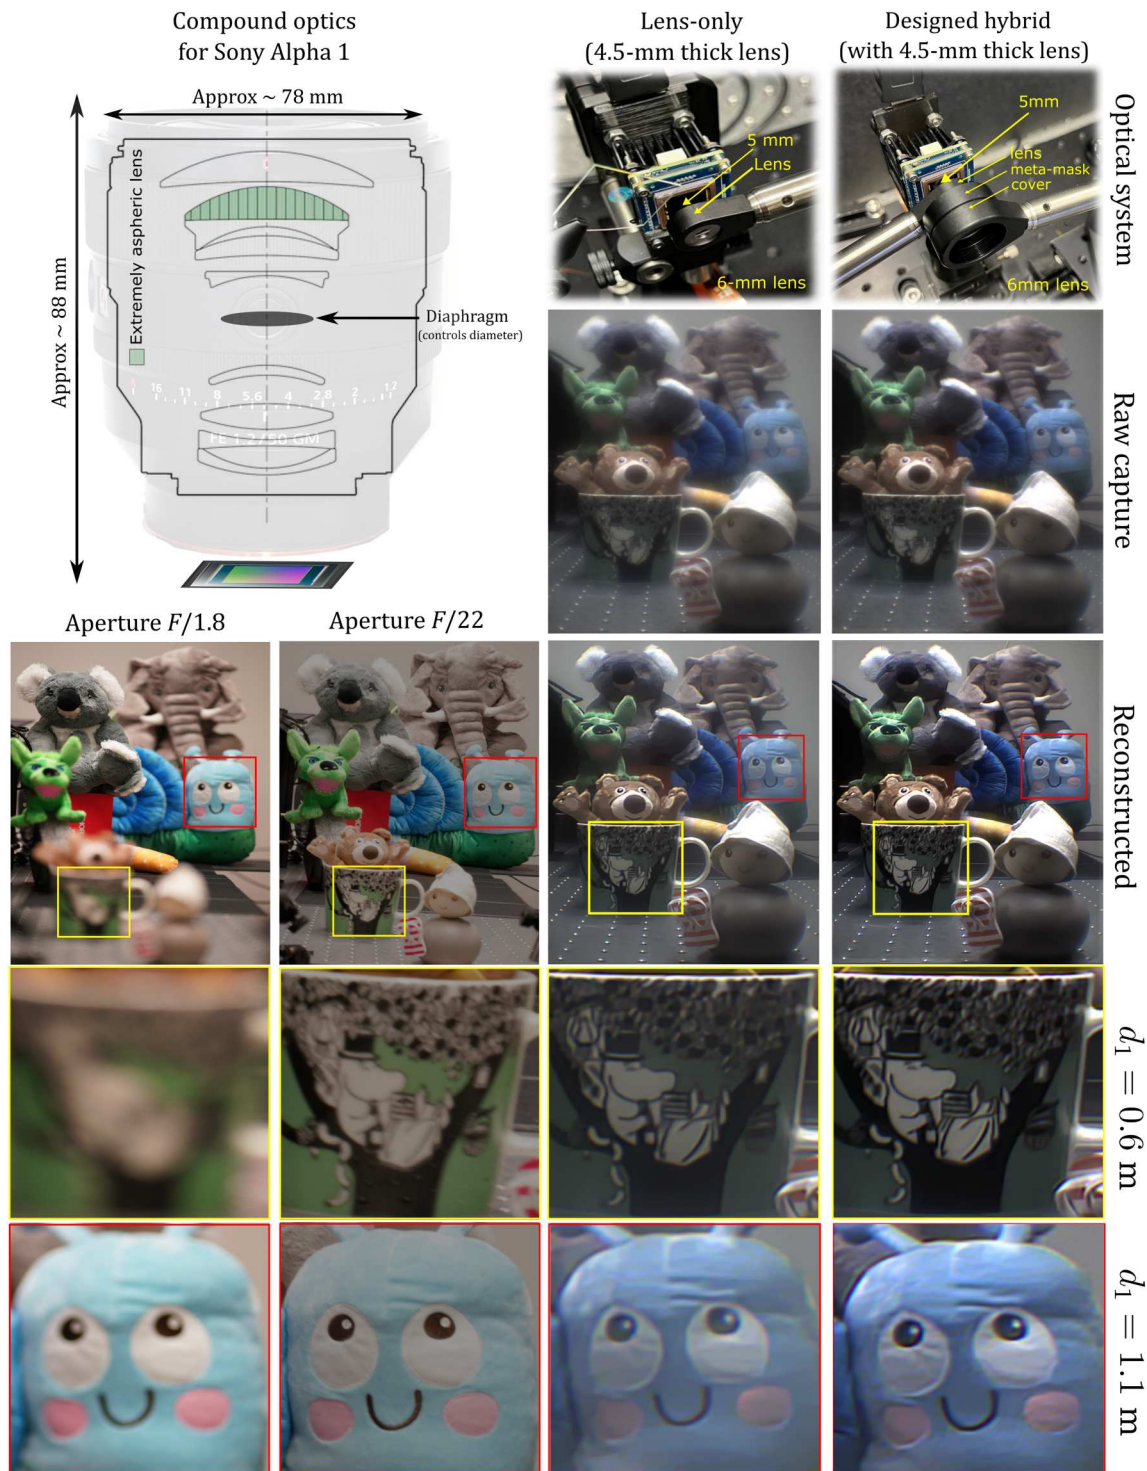 Compound optics
for Sony Alpha 1
Lens-only
(4.5-mm thick lens)
Designed hybrid
(with 4.5-mm thick lens)
Approx ~ 78 mm
Approx ~ 88 mm
Extremely aspheric lens
Diaphragm
(controls diameter)
16 11 8 5.6 4 2.8 2 1.2
FE 1.2 / 50 GM
5 mm
Lens
6-mm lens
5mm
lens
meta-mask
cover
6mm lens
Optical system
Raw capture
Aperture F/1.8
Aperture F/22
Reconstructed
d₁ = 0.6 m
d₁ = 1.1 m